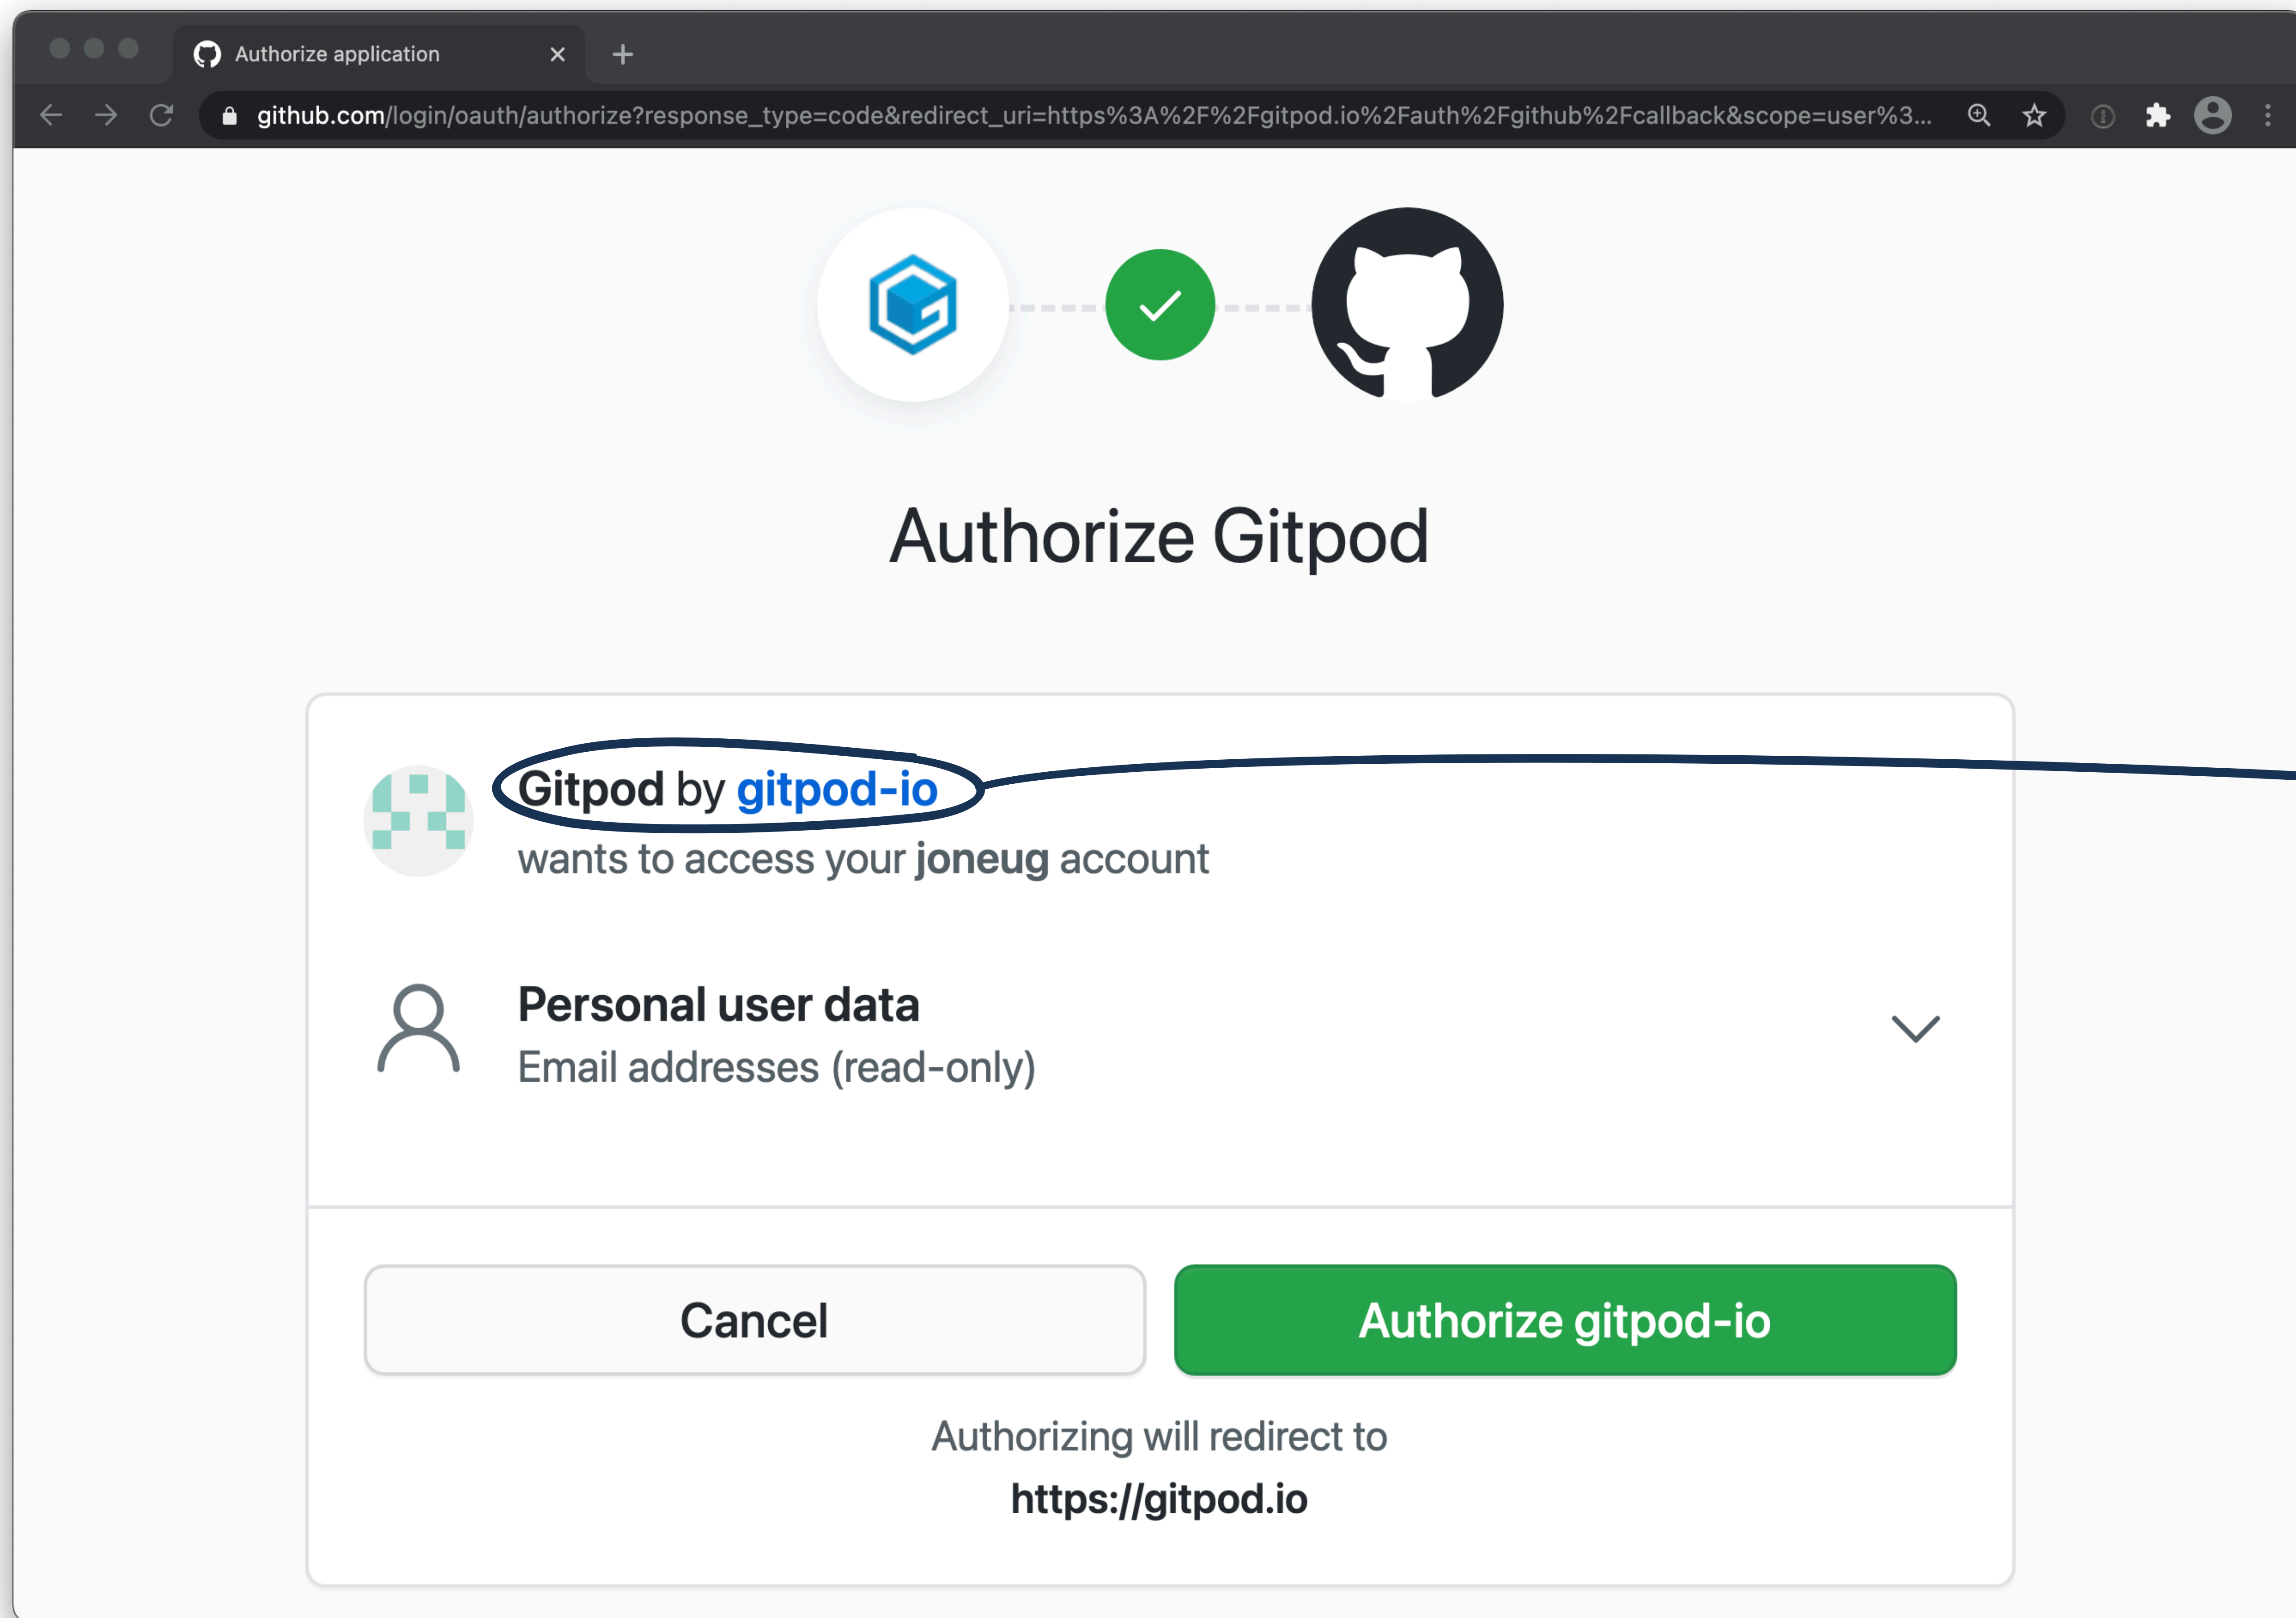 Authorize application
github.com/login/oauth/authorize?response_type=code&redirect_uri=https%3A%2F%2Fgitpod.io%2Fauth%2Fgithub%2Fcallback&scope=user%3...
Authorize Gitpod
Gitpod by gitpod-io
wants to access your joneug account
Personal user data
Email addresses (read-only)
Cancel
Authorize gitpod-io
Authorizing will redirect to
https://gitpod.io